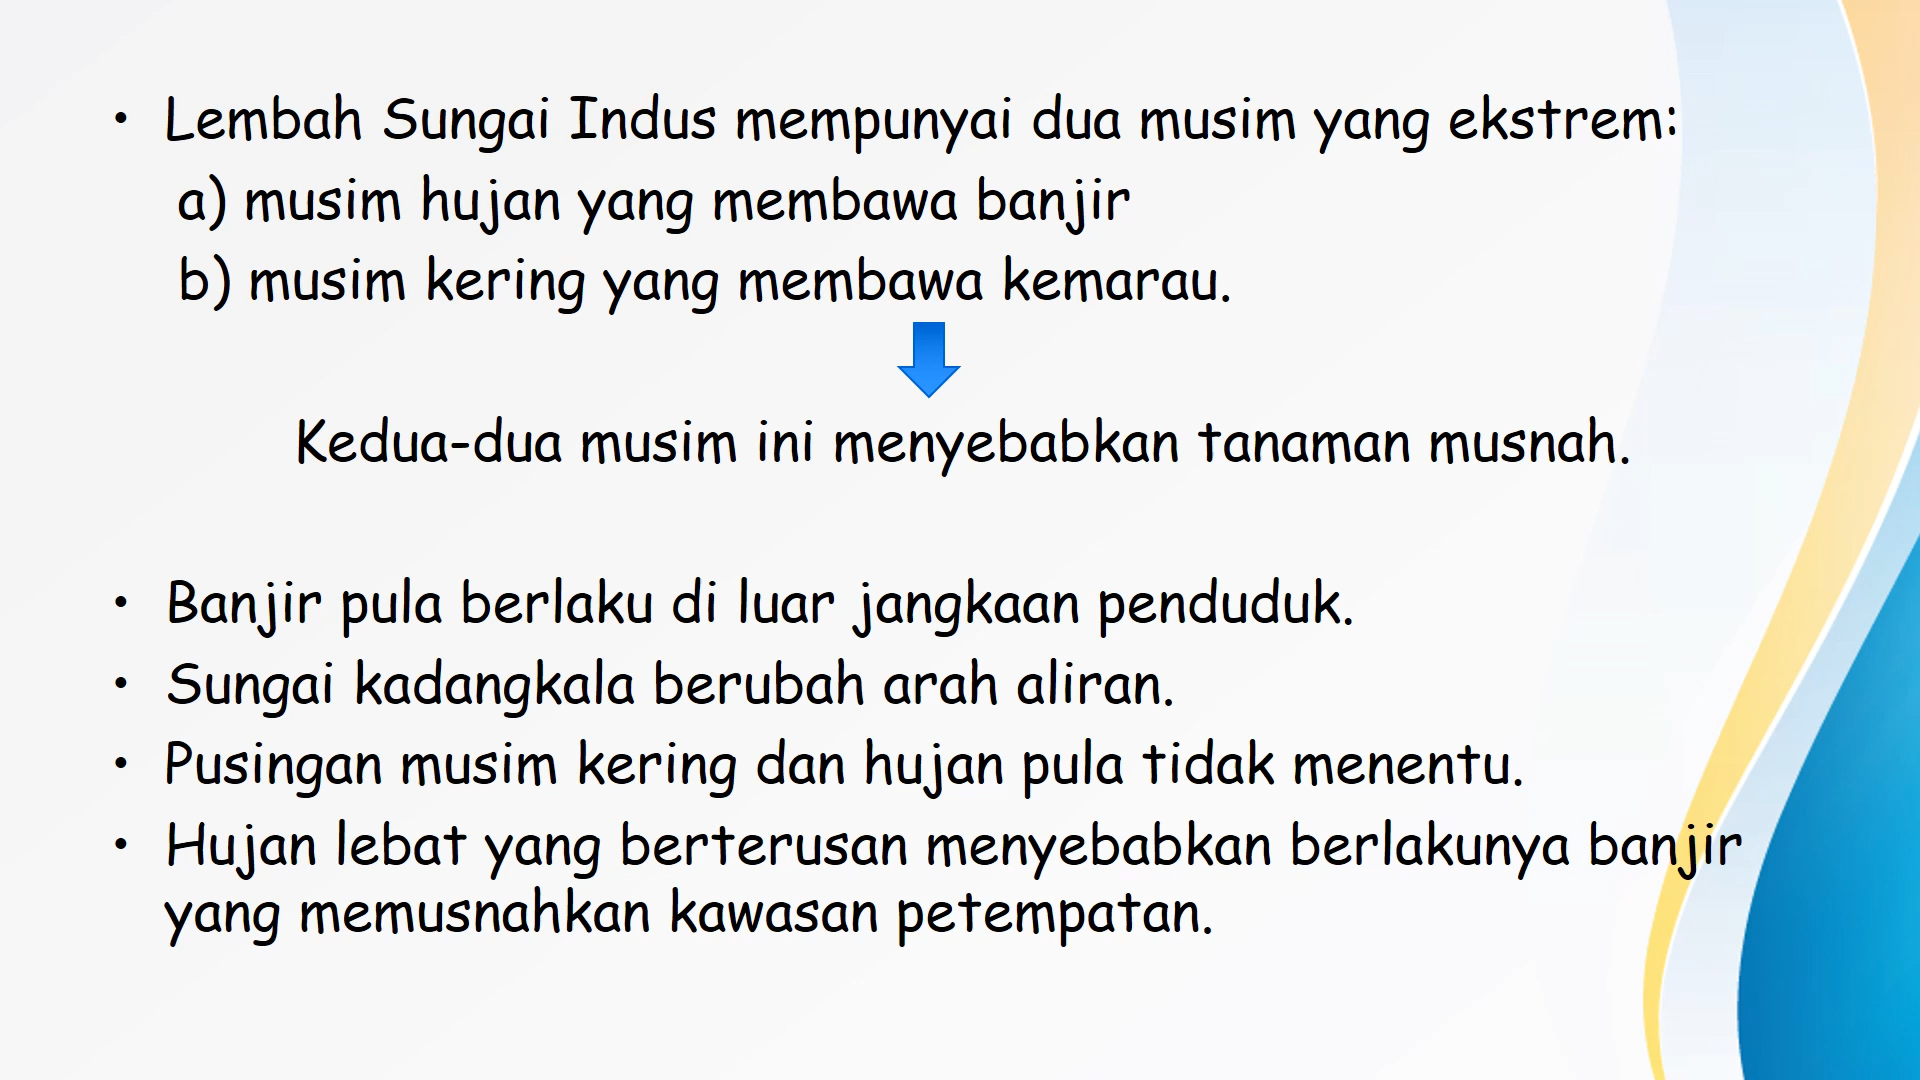 • Lembah Sungai Indus mempunyai dua musim yang ekstrem:
a) musim hujan yang membawa banjir
b) musim kering yang membawa kemarau.
Kedua-dua musim ini menyebabkan tanaman musnah.
• Banjir pula berlaku di luar jangkaan penduduk.
• Sungai kadangkala berubah arah aliran.
• Pusingan musim kering dan hujan pula tidak menentu.
• Hujan lebat yang berterusan menyebabkan berlakunya banjir
yang memusnahkan kawasan petempatan.